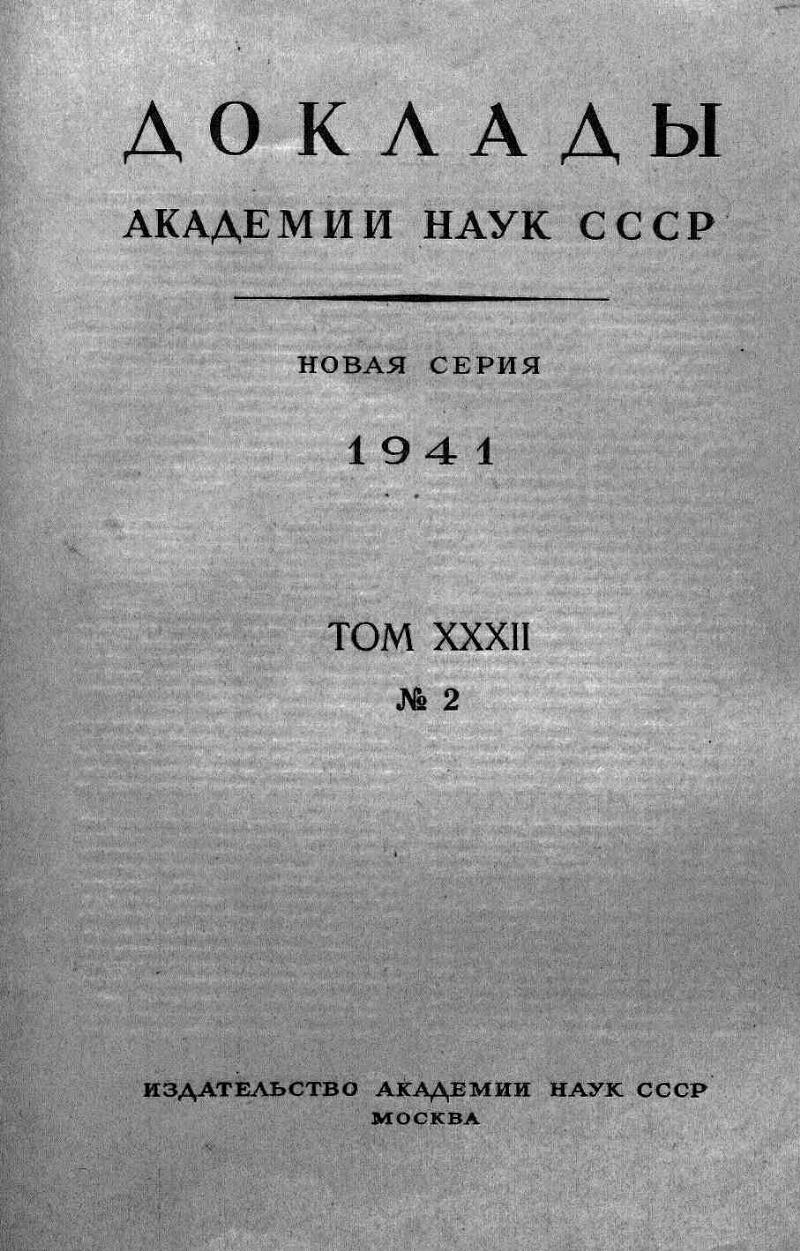 ДОКЛАДЫ
АКАДЕМИИ НАУК СССР
НОВАЯ СЕРИЯ
1941
ТОМ XXXII
№ 2
ИЗДАТЕЛЬСТВО АКАДЕМИИ НАУК СССР
МОСКВА